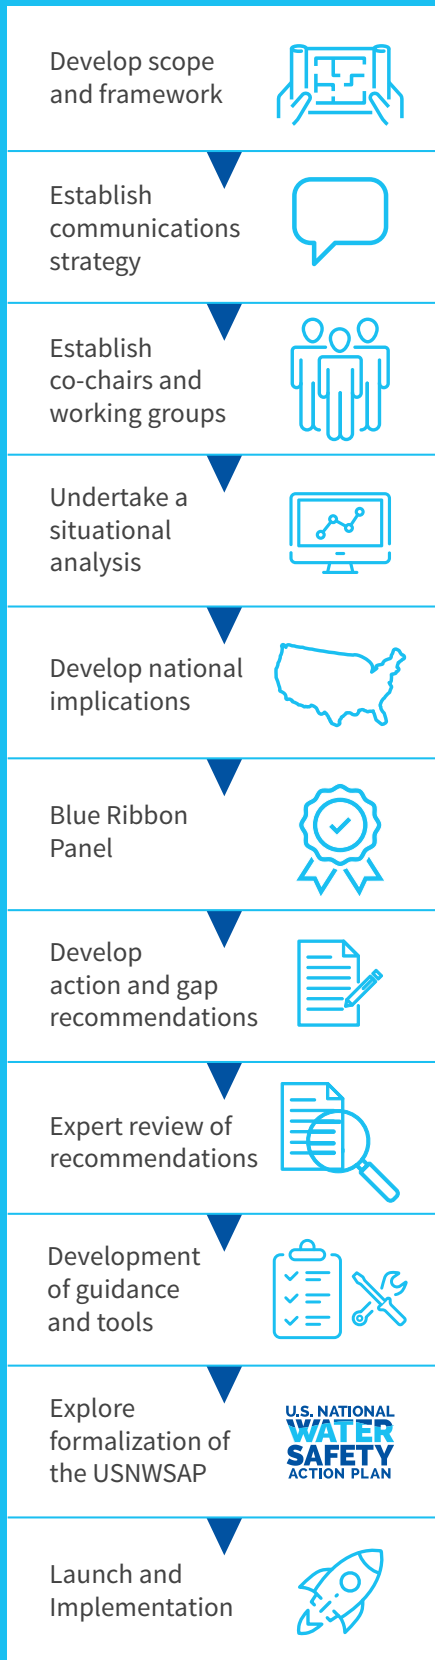 Develop scope
and framework
Establish
communications
strategy
Establish
co-chairs and
working groups
Undertake a
situational
analysis
Develop national
implications
Blue Ribbon
Panel
Develop
action and gap
recommendations
Expert review of
recommendations
Development
of guidance
and tools
Explore
formalization of
the USNWSAP
U.S. NATIONAL
WATER
SAFETY
ACTION PLAN
Launch and
Implementation